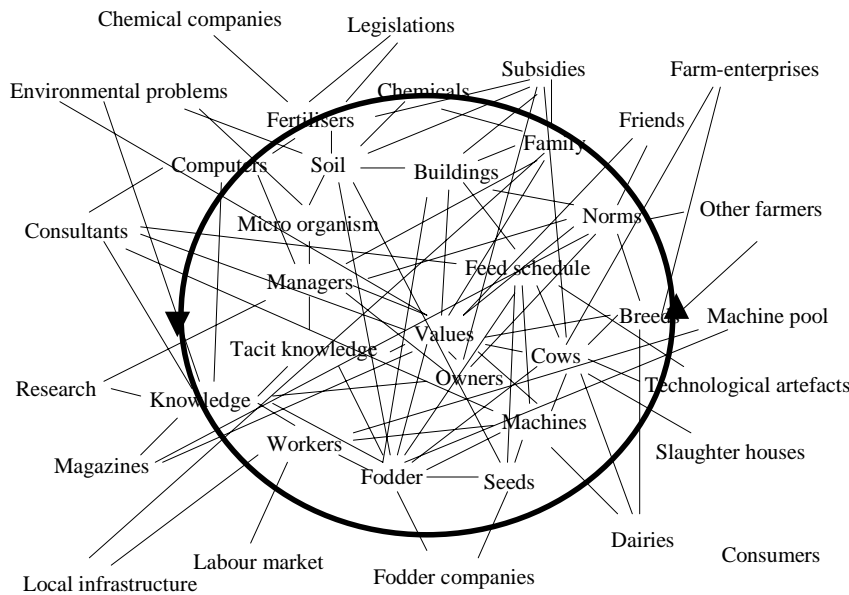 Chemical companies
Legislations
Subsidies
Farm-enterprises
Environmental problems
Chemicals
Fertilisers
Friends
Family
Computers
Soil
Buildings
Norms
Other farmers
Micro organism
Consultants
Feed schedule
Managers
Breeds
Machine pool
Values
Tacit knowledge
Cows
Owners
Technological artefacts
Research
Knowledge
Machines
Workers
Slaughter houses
Magazines
Fodder
Seeds
Dairies
Consumers
Labour market
Fodder companies
Local infrastructure